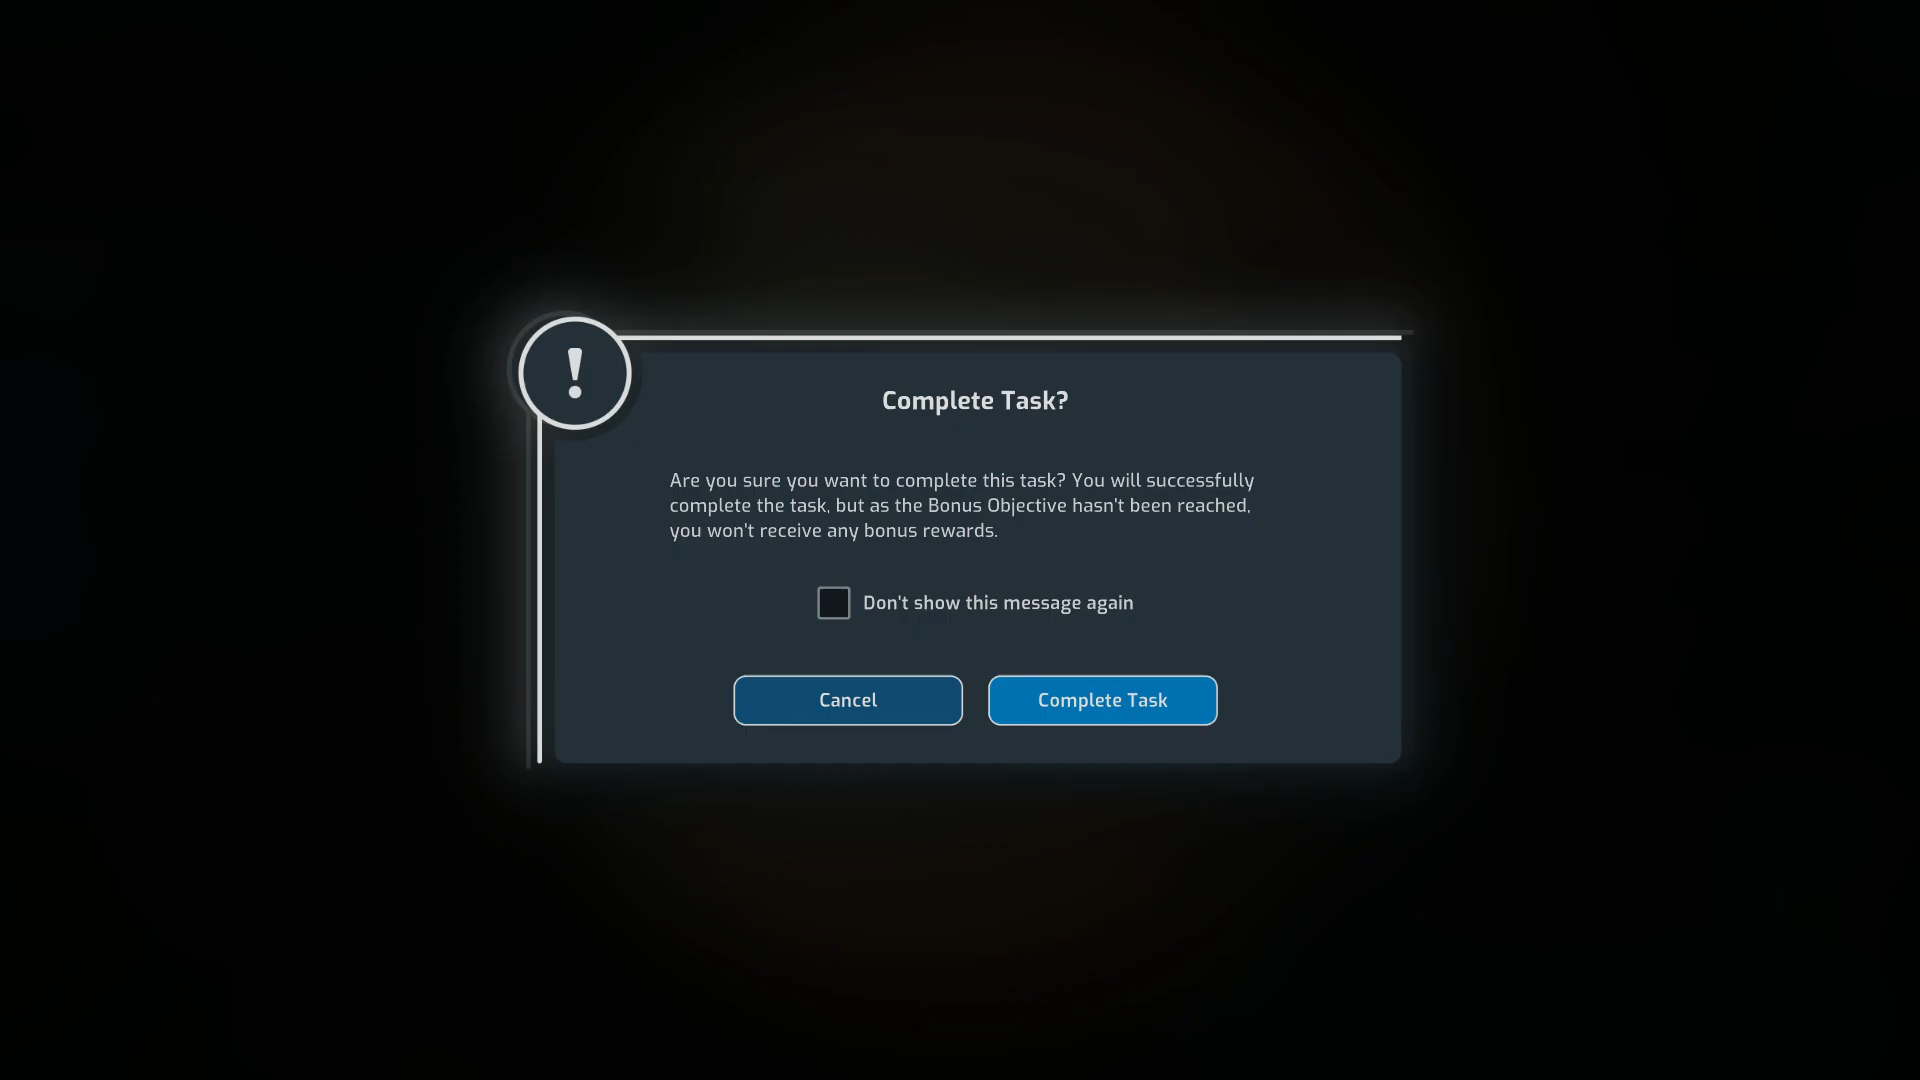 !
Complete Task?
Are you sure you want to complete this task? You will successfully
complete the task, but as the Bonus Objective hasn't been reached,
you won't receive any bonus rewards.
Don't show this message again
Cancel
Complete Task